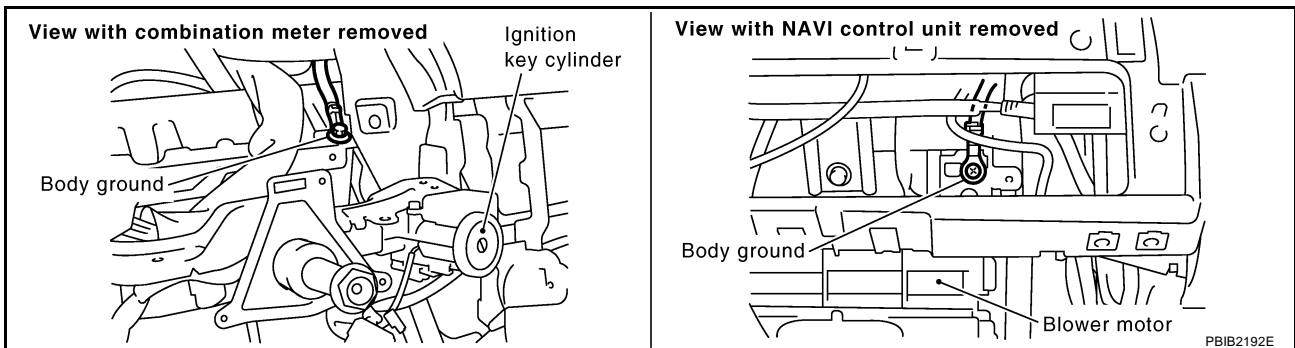 View with combination meter removed
Ignition
key cylinder
Body ground
View with NAVI control unit removed
Body ground
Blower motor
PBIB2192E